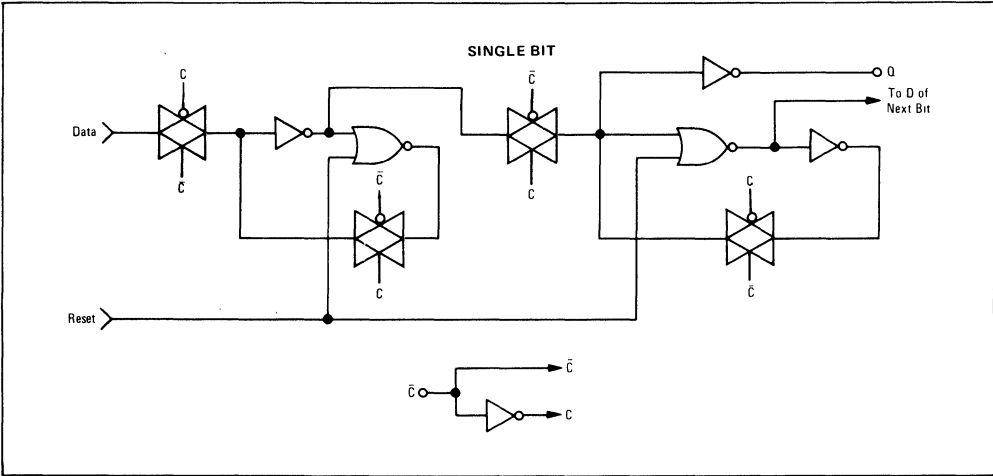 SINGLE BIT
C
C̄
Q
To D of
Next Bit
Data
C̄
C̄
C
C
C
C̄
Reset
C̄
C̄
C